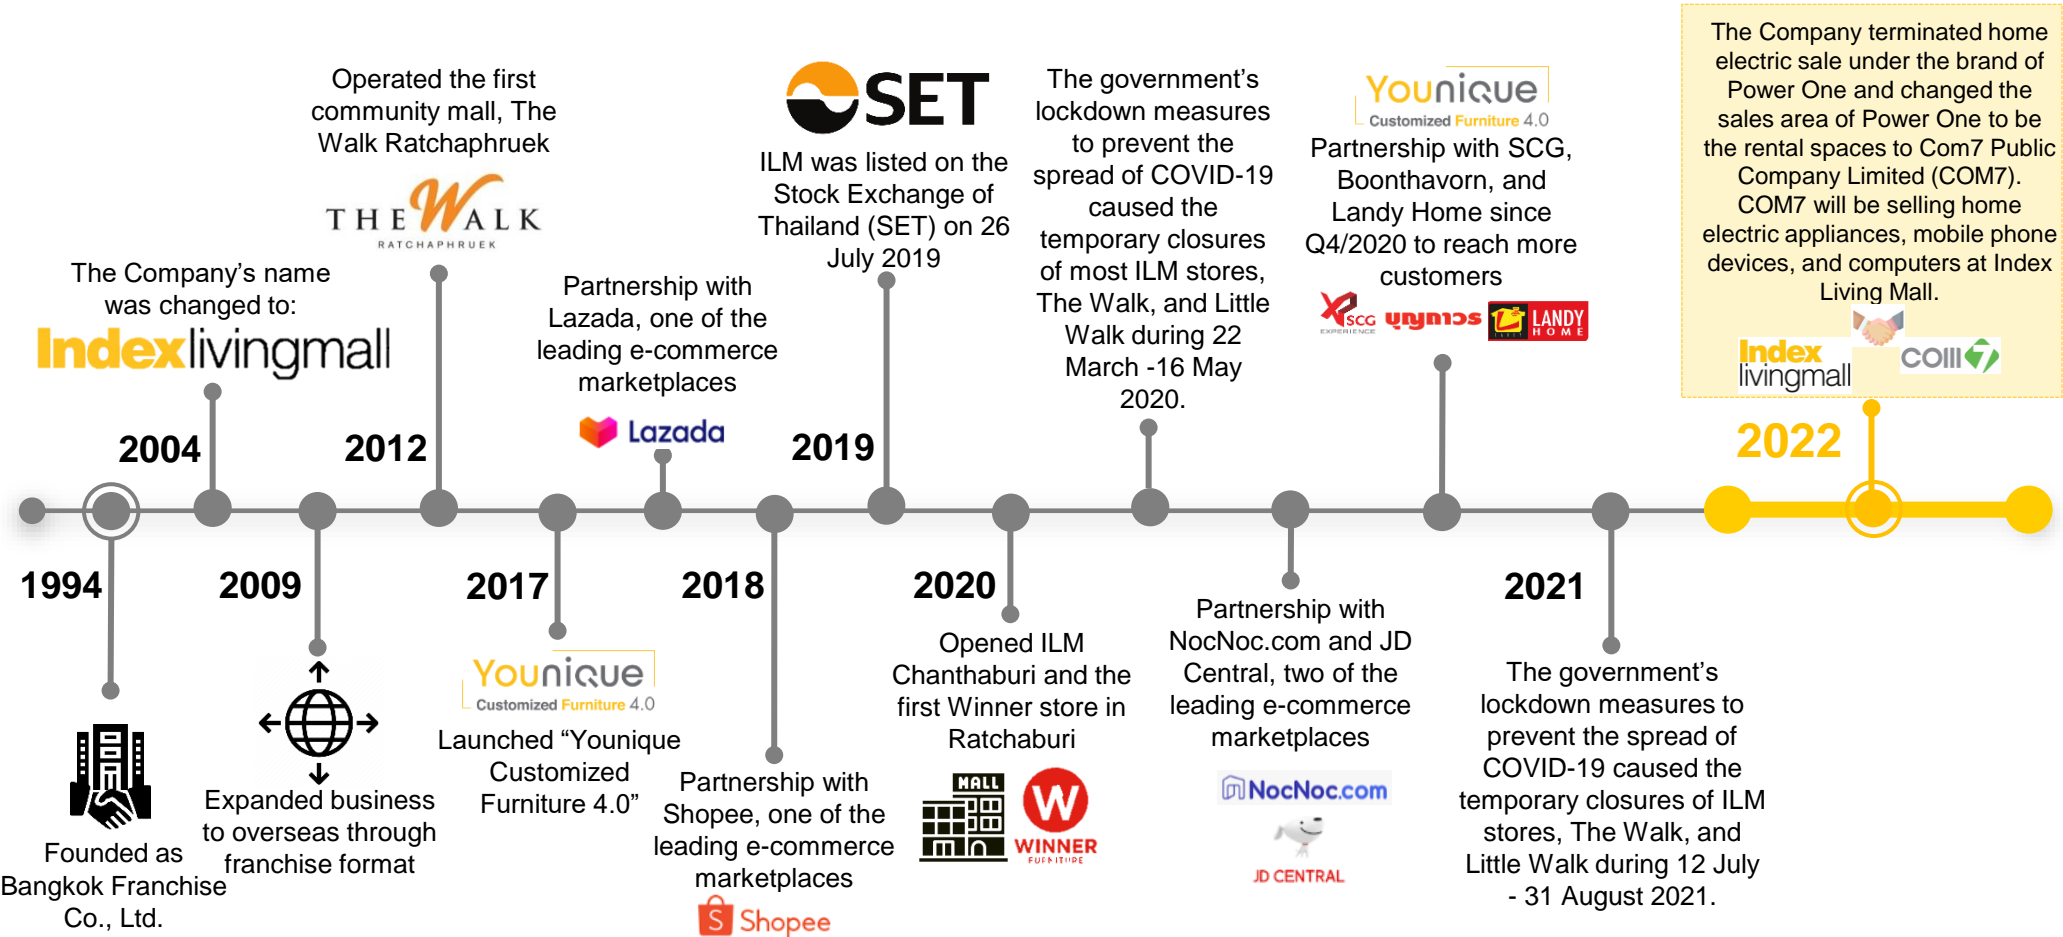 1994
Founded as
Bangkok Franchise
Co., Ltd.
The Company's name
was changed to:
Indexlivingmall
2004
2009
Expanded business
to overseas through
franchise format
Operated the first
community mall, The
Walk Ratchaphruek
THE WALK
RATCHAPHRUEK
2012
2017
Younique
Customized Furniture 4.0
Launched “Younique
Customized
Furniture 4.0”
Partnership with
Lazada, one of the
leading e-commerce
marketplaces
Lazada
2018
Partnership with
Shopee, one of the
leading e-commerce
marketplaces
S Shopee
SET
ILM was listed on the
Stock Exchange of
Thailand (SET) on 26
July 2019
2019
2020
Opened ILM
Chanthaburi and the
first Winner store in
Ratchaburi
MALL
W
WINNER
FURNITURE
The government’s
lockdown measures
to prevent the
spread of COVID-19
caused the
temporary closures
of most ILM stores,
The Walk, and Little
Walk during 22
March -16 May
2020.
Partnership with
NocNoc.com and JD
Central, two of the
leading e-commerce
marketplaces
NocNoc.com
JD CENTRAL
Younique
Customized Furniture 4.0
Partnership with SCG,
Boonthavorn, and
Landy Home since
Q4/2020 to reach more
customers
SCG
EXPERIENCE
บุญถาวร
LANDY
HOME
2021
The government’s
lockdown measures to
prevent the spread of
COVID-19 caused the
temporary closures of ILM
stores, The Walk, and
Little Walk during 12 July
- 31 August 2021.
The Company terminated home
electric sale under the brand of
Power One and changed the
sales area of Power One to be
the rental spaces to Com7 Public
Company Limited (COM7).
COM7 will be selling home
electric appliances, mobile phone
devices, and computers at Index
Living Mall.
Index
livingmall
COM7
2022